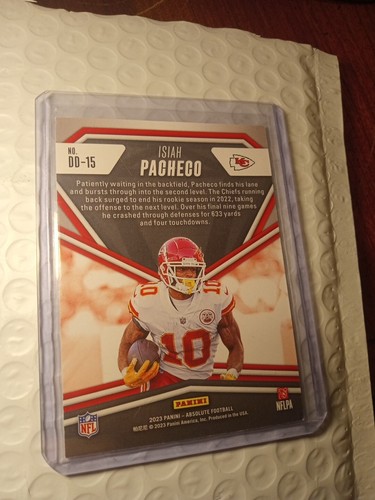 NO.
DD-15
ISIAH
PACHECO
Patiently waiting in the backfield, Pacheco finds his lane
and bursts through into the second level. The Chiefs running
back surged to end his rookie season in 2022, taking
the offense to the next level. Over his final nine games
he crashed through defenses for 633 yards
and four touchdowns.
10
10
NFL
PANINI
NFLPA
2023 PANINI – ABSOLUTE FOOTBALL
© 2023 Panini America, Inc. Produced in the USA.